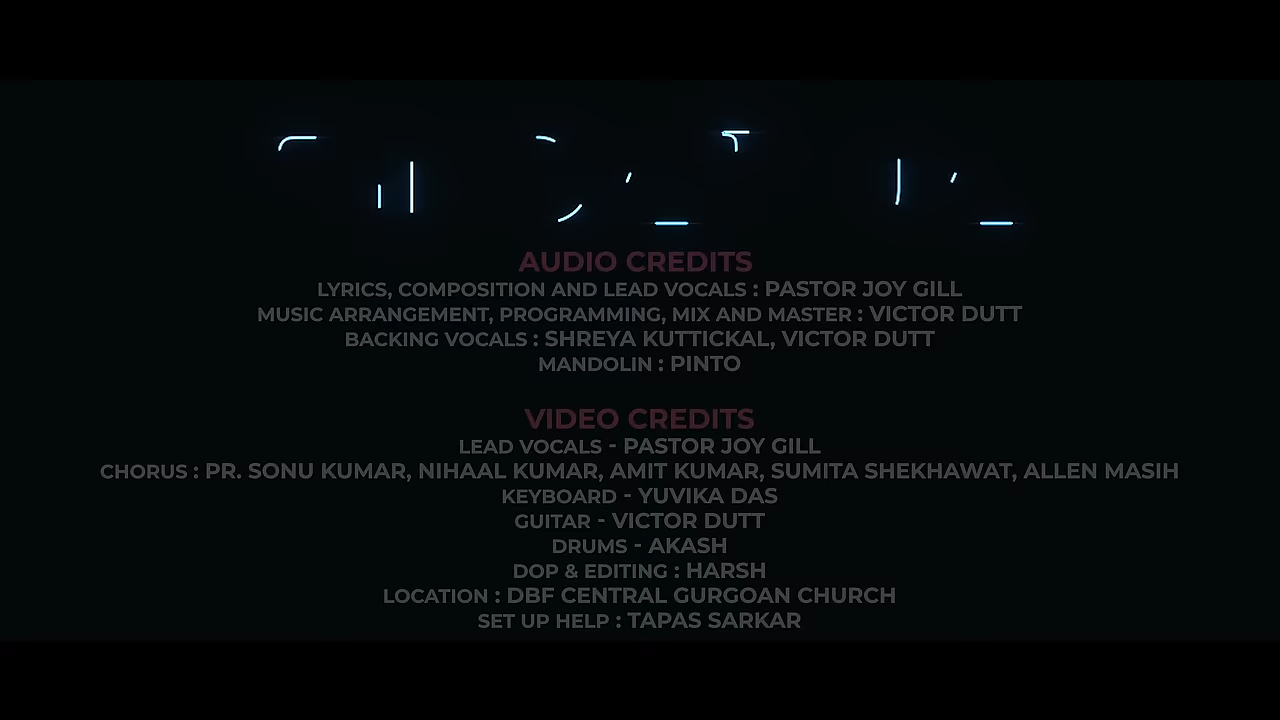 AUDIO CREDITS
LYRICS, COMPOSITION AND LEAD VOCALS : PASTOR JOY GILL
MUSIC ARRANGEMENT, PROGRAMMING, MIX AND MASTER : VICTOR DUTT
BACKING VOCALS : SHREYA KUTTICKAL, VICTOR DUTT
MANDOLIN : PINTO
VIDEO CREDITS
LEAD VOCALS - PASTOR JOY GILL
CHORUS : PR. SONU KUMAR, NIHAAL KUMAR, AMIT KUMAR, SUMITA SHEKHAWAT, ALLEN MASIH
KEYBOARD - YUVIKA DAS
GUITAR - VICTOR DUTT
DRUMS - AKASH
DOP & EDITING : HARSH
LOCATION : DBF CENTRAL GURGOAN CHURCH
SET UP HELP : TAPAS SARKAR